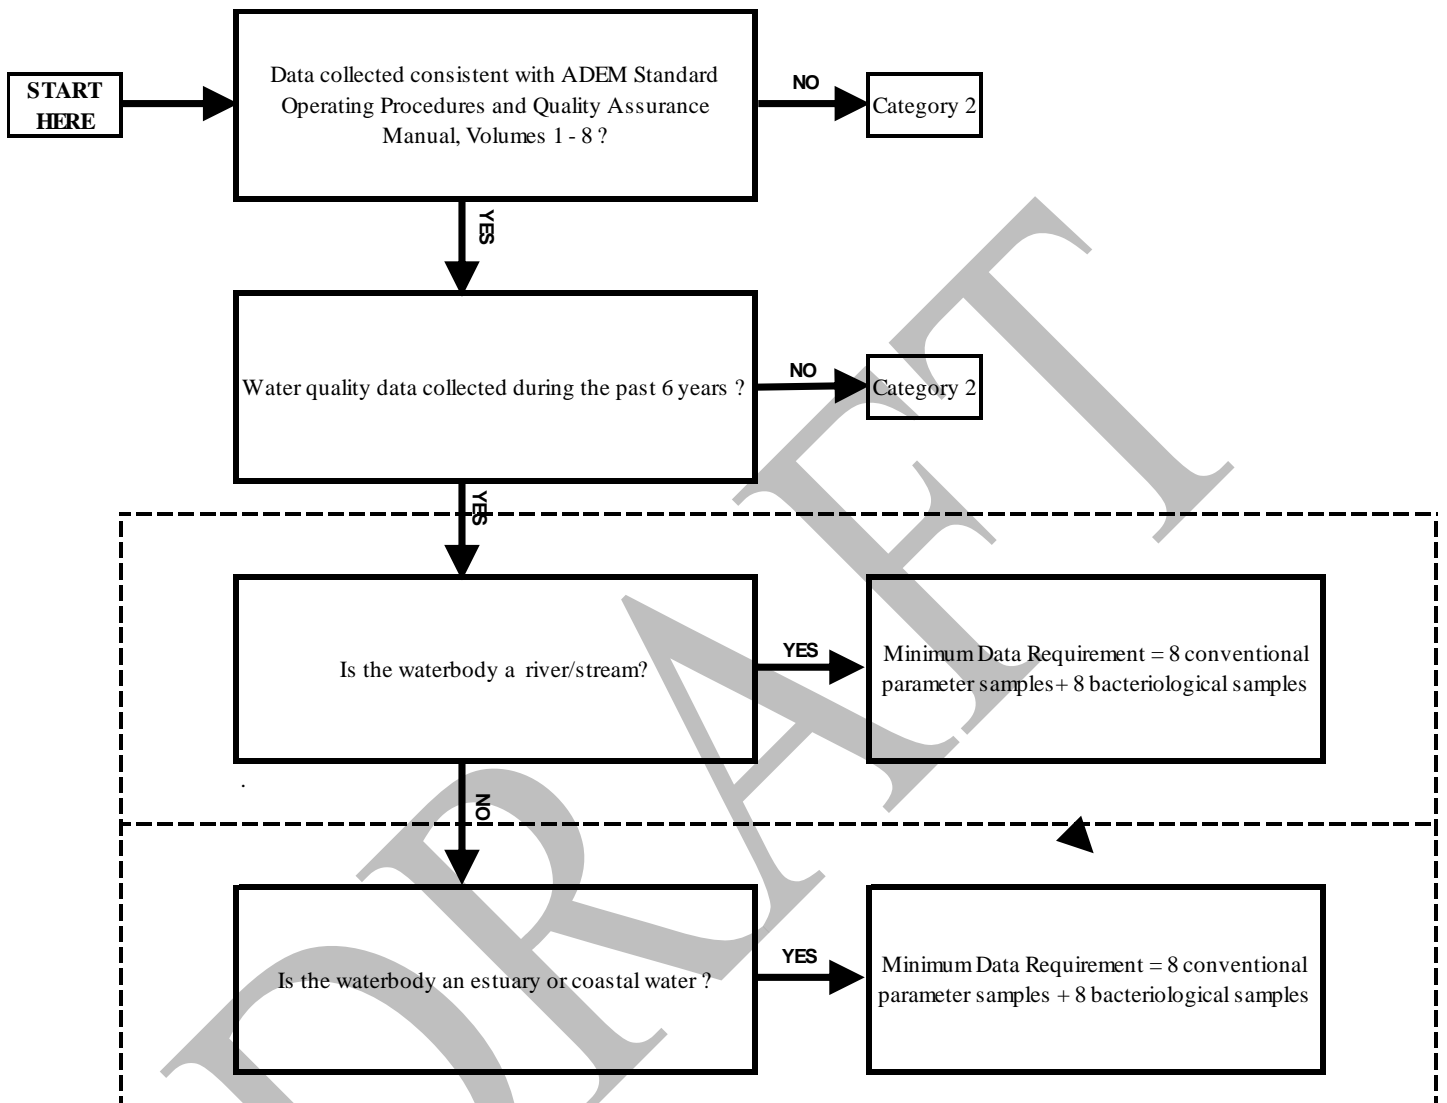 START
HERE
Data collected consistent with ADEM Standard
Operating Procedures and Quality Assurance
Manual, Volumes 1 - 8 ?
NO
Category 2
YES
Water quality data collected during the past 6 years ?
NO
Category 2
YES
Is the waterbody a river/stream?
YES
Minimum Data Requirement = 8 conventional
parameter samples+ 8 bacteriological samples
.
NO
Is the waterbody an estuary or coastal water ?
YES
Minimum Data Requirement = 8 conventional
parameter samples + 8 bacteriological samples
DRAFT